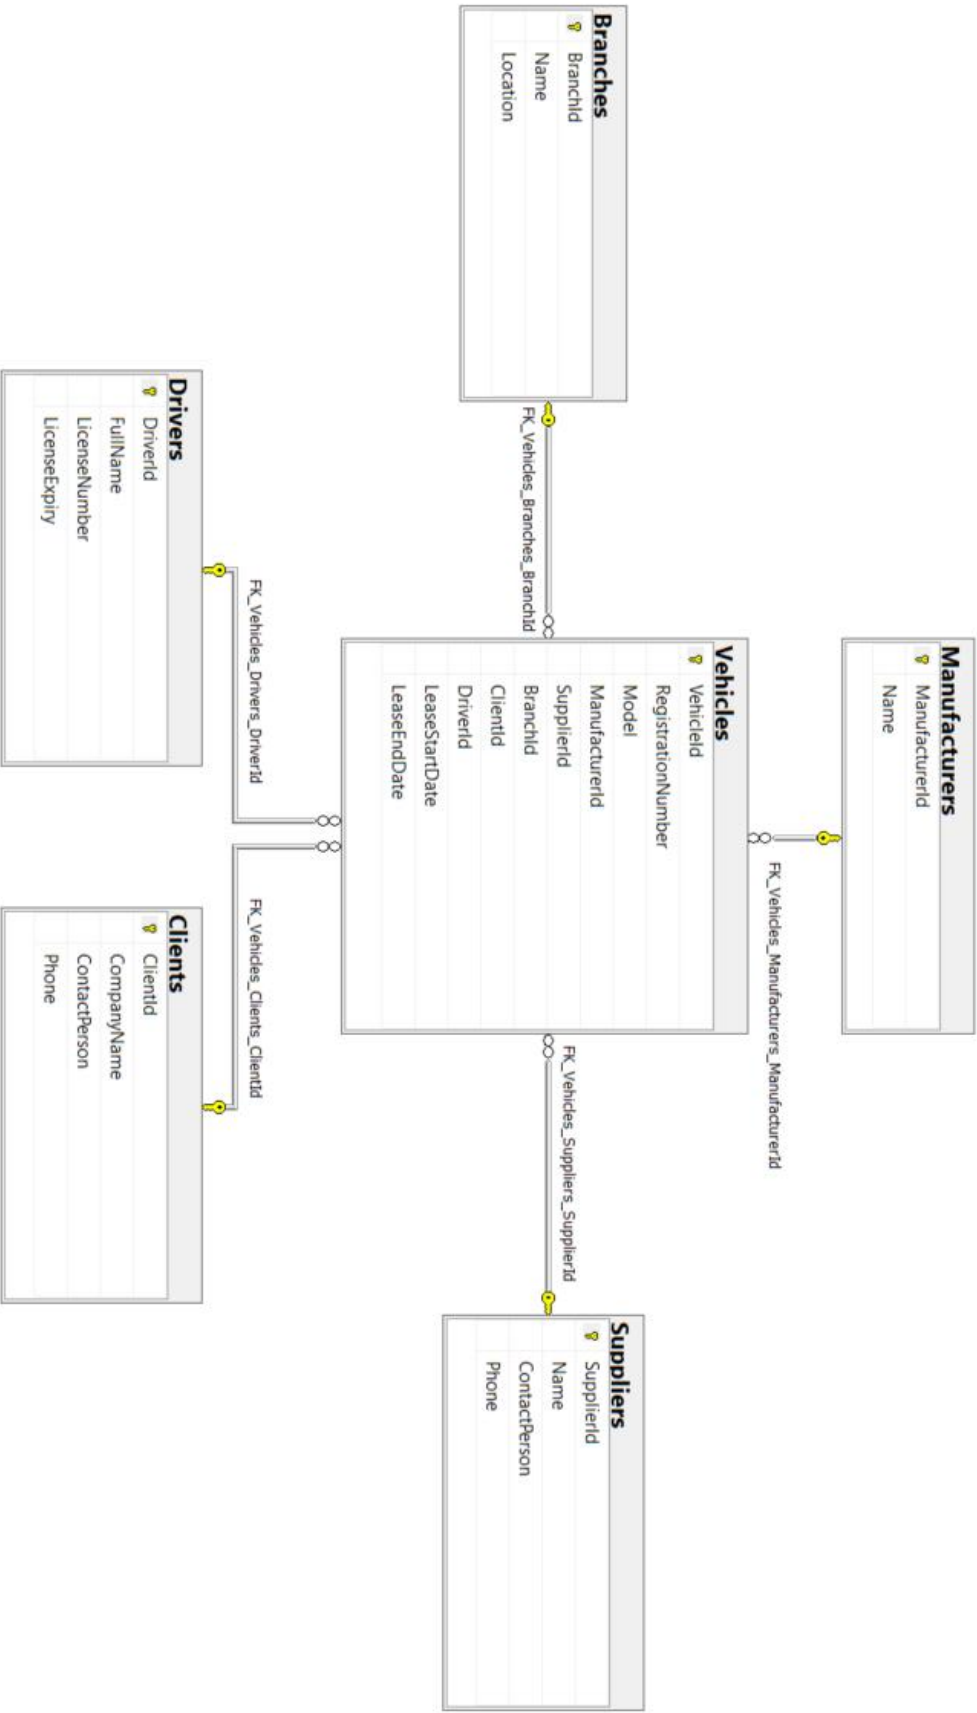 Manufacturers
ManufacturerId
Name
FK_Vehicles_Manufacturers_ManufacturerId
Branches
BranchId
Name
Location
FK_Vehicles_Branches_BranchId
Vehicles
VehicleId
RegistrationNumber
Model
ManufacturerId
SupplierId
BranchId
ClientId
DriverId
LeaseStartDate
LeaseEndDate
FK_Vehicles_Suppliers_SupplierId
Suppliers
SupplierId
Name
ContactPerson
Phone
FK_Vehicles_Drivers_DriverId
FK_Vehicles_Clients_ClientId
Drivers
DriverId
FullName
LicenseNumber
LicenseExpiry
Clients
ClientId
CompanyName
ContactPerson
Phone